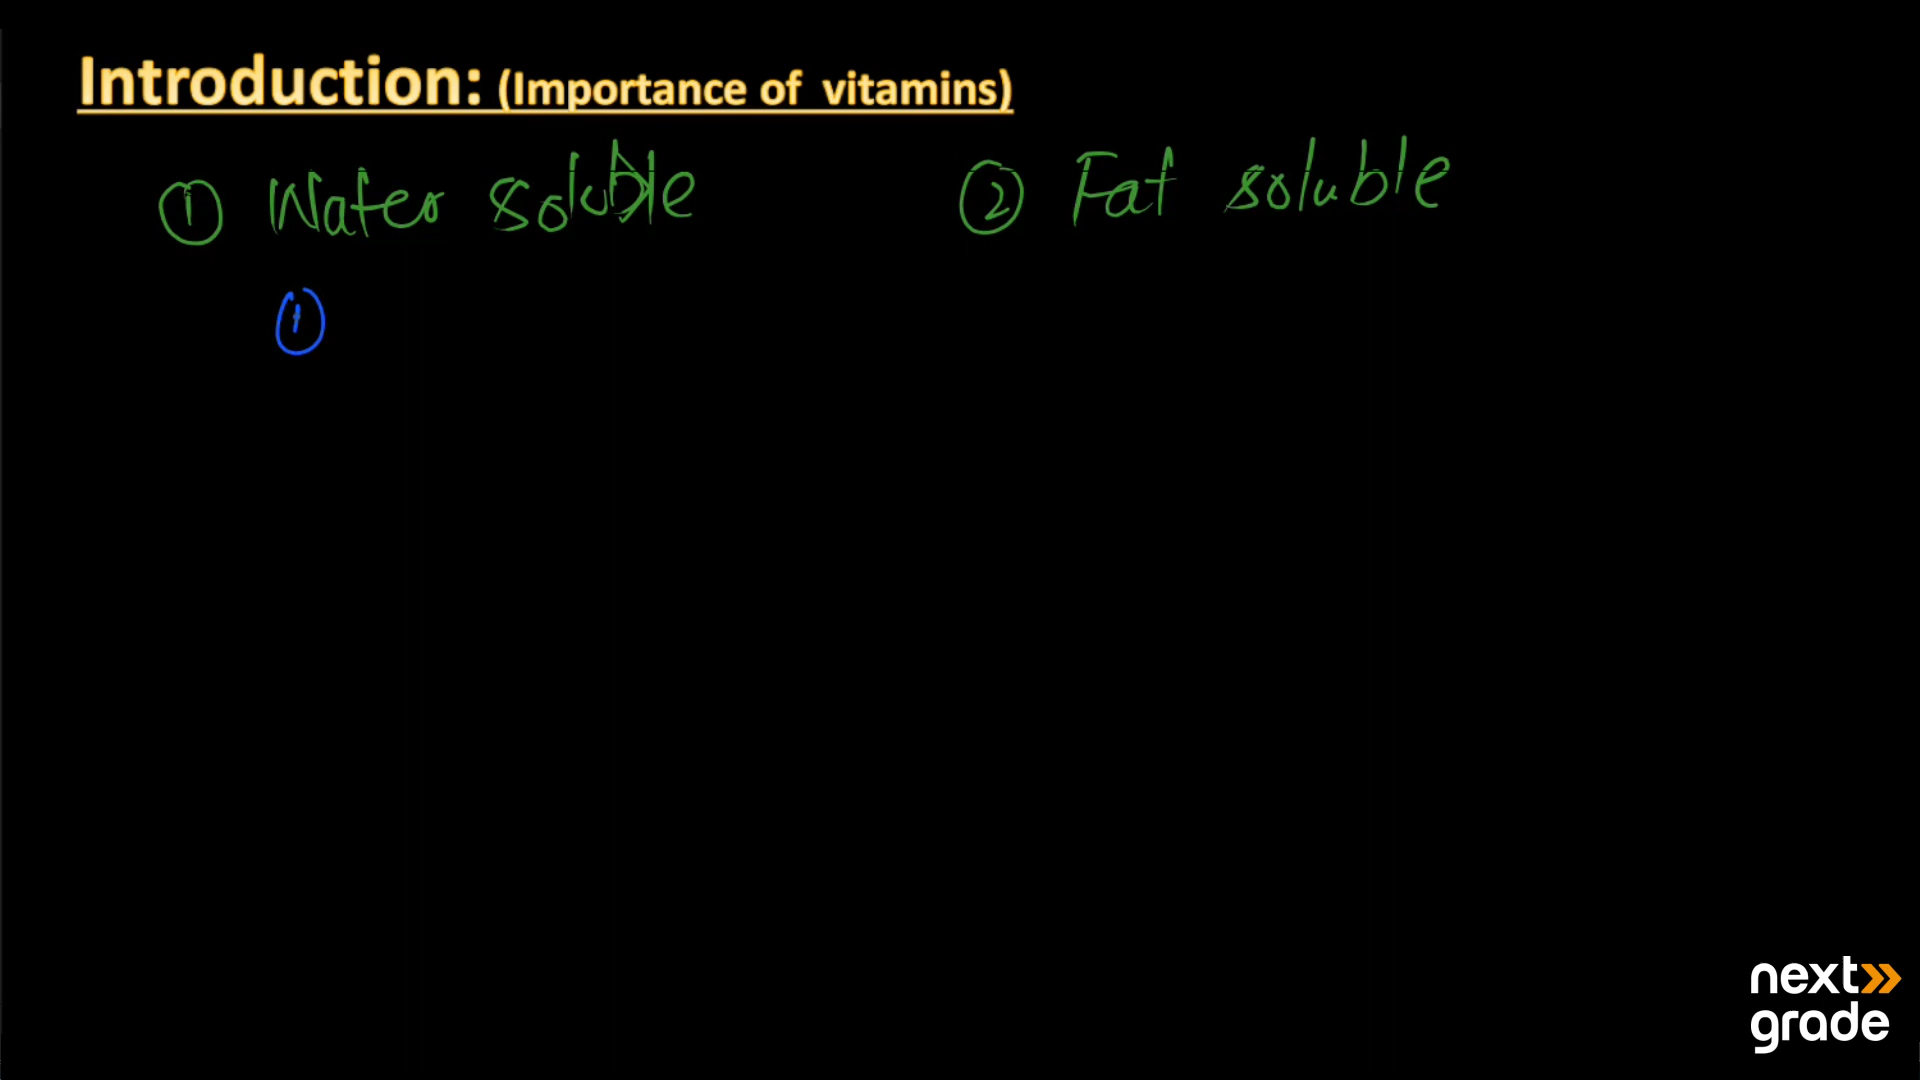 Introduction: (Importance of vitamins)
① Water soluble ② Fat soluble
①
next
grade